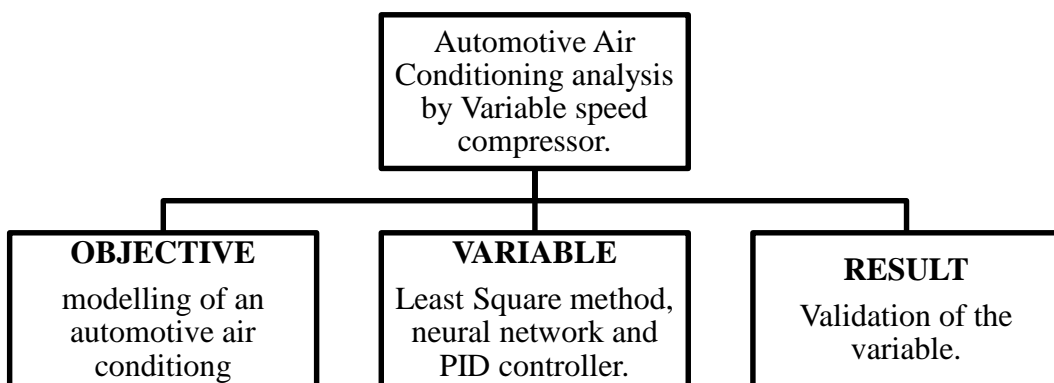 Automotive Air
Conditioning analysis
by Variable speed
compressor.
OBJECTIVE
modelling of an
automotive air
conditiong
VARIABLE
Least Square method,
neural network and
PID controller.
RESULT
Validation of the
variable.